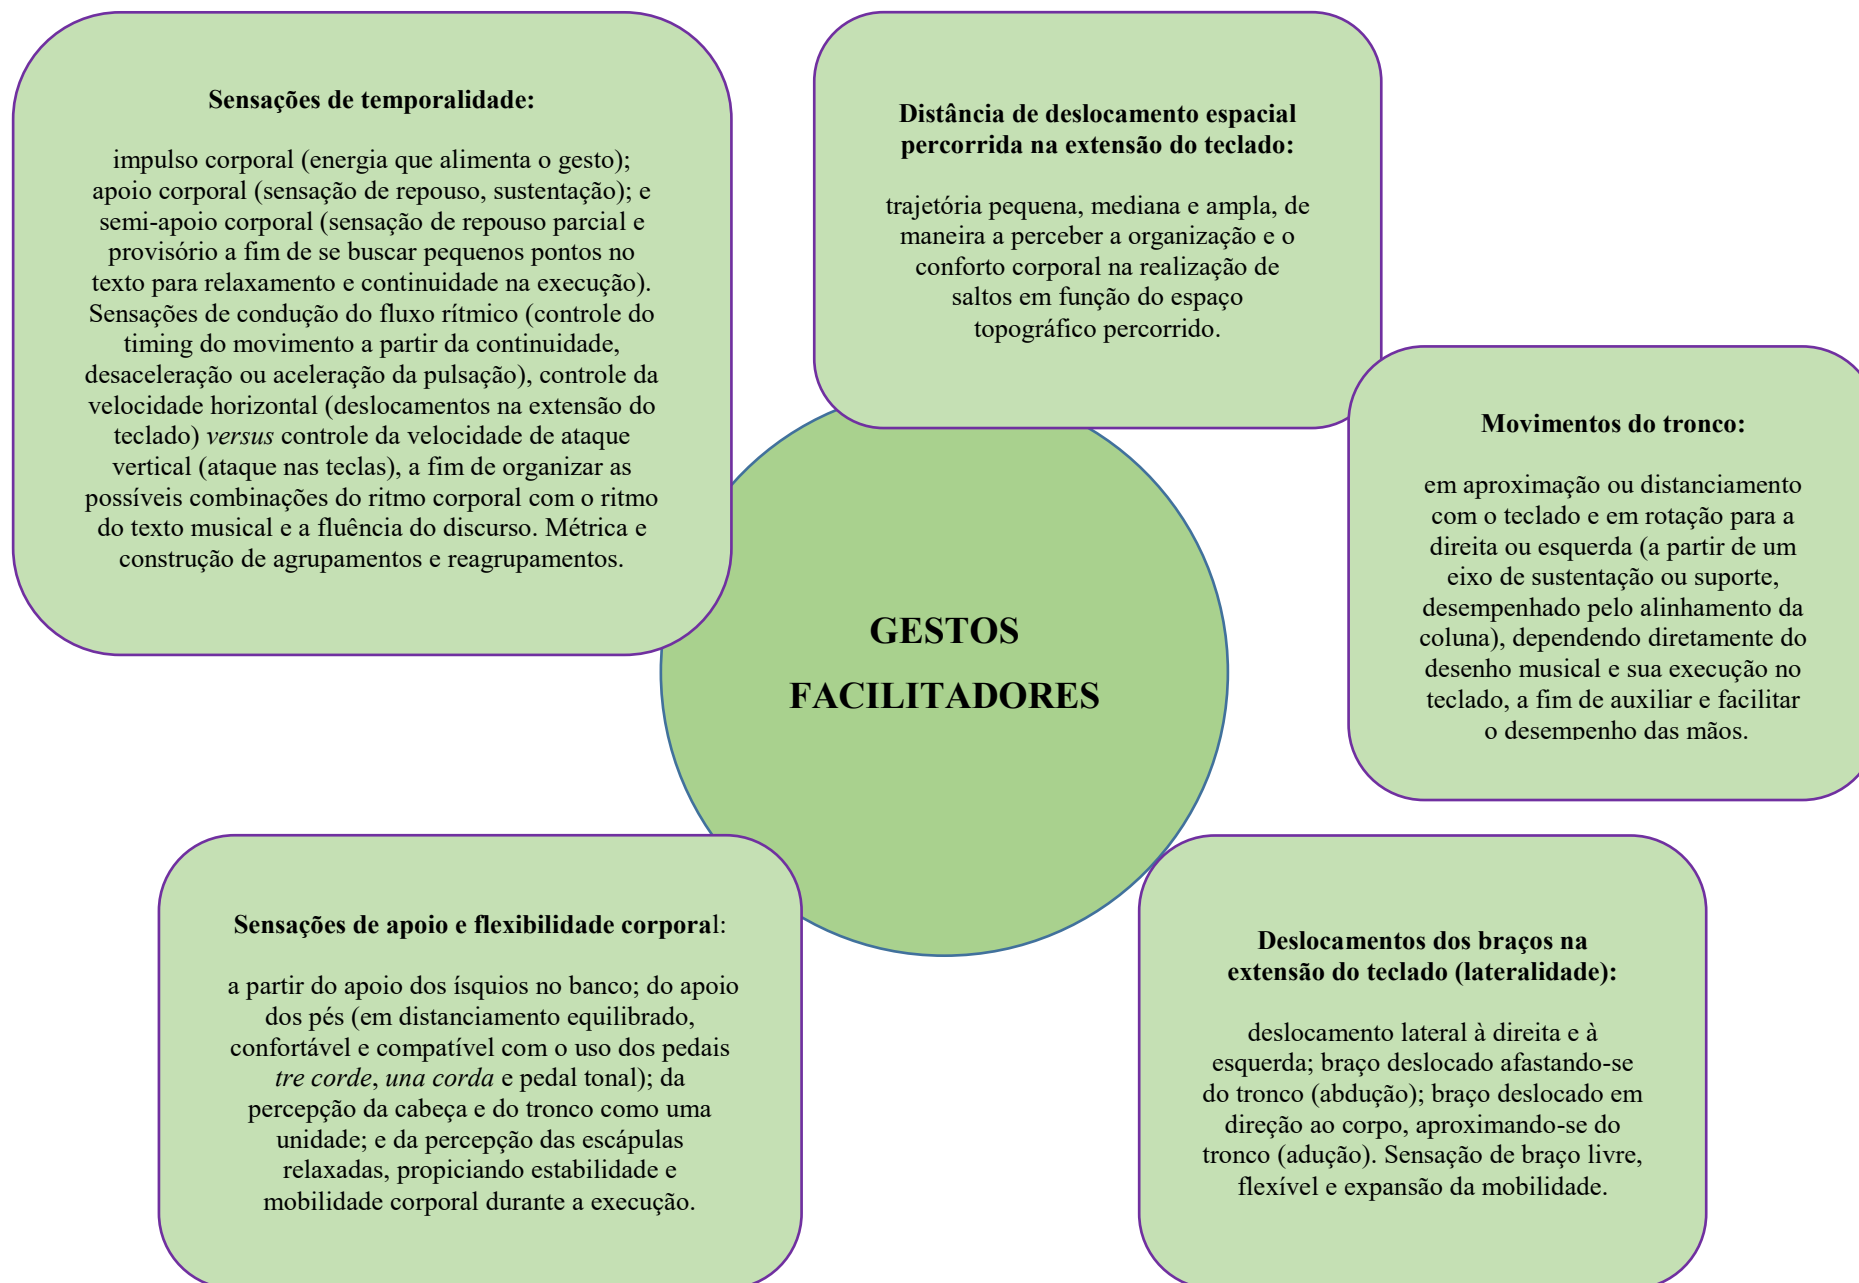 Sensações de temporalidade:
impulso corporal (energia que alimenta o gesto);
apoio corporal (sensação de repouso, sustentação); e
semi-apoio corporal (sensação de repouso parcial e
provisório a fim de se buscar pequenos pontos no
texto para relaxamento e continuidade na execução).
Sensações de condução do fluxo rítmico (controle do
timing do movimento a partir da continuidade,
desaceleração ou aceleração da pulsação), controle da
velocidade horizontal (deslocamentos na extensão do
teclado) versus controle da velocidade de ataque
vertical (ataque nas teclas), a fim de organizar as
possíveis combinações do ritmo corporal com o ritmo
do texto musical e a fluência do discurso. Métrica e
construção de agrupamentos e reagrupamentos.
Distância de deslocamento espacial
percorrida na extensão do teclado:
trajetória pequena, mediana e ampla, de
maneira a perceber a organização e o
conforto corporal na realização de
saltos em função do espaço
topográfico percorrido.
Movimentos do tronco:
em aproximação ou distanciamento
com o teclado e em rotação para a
direita ou esquerda (a partir de um
eixo de sustentação ou suporte,
desempenhado pelo alinhamento da
coluna), dependendo diretamente do
desenho musical e sua execução no
teclado, a fim de auxiliar e facilitar
o desempenho das mãos.
GESTOS
FACILITADORES
Sensações de apoio e flexibilidade corporal:
a partir do apoio dos ísquios no banco; do apoio
dos pés (em distanciamento equilibrado,
confortável e compatível com o uso dos pedais
tre corde, una corda e pedal tonal); da
percepção da cabeça e do tronco como uma
unidade; e da percepção das escápulas
relaxadas, propiciando estabilidade e
mobilidade corporal durante a execução.
Deslocamentos dos braços na
extensão do teclado (lateralidade):
deslocamento lateral à direita e à
esquerda; braço deslocado afastando-se
do tronco (abdução); braço deslocado em
direção ao corpo, aproximando-se do
tronco (adução). Sensação de braço livre,
flexível e expansão da mobilidade.